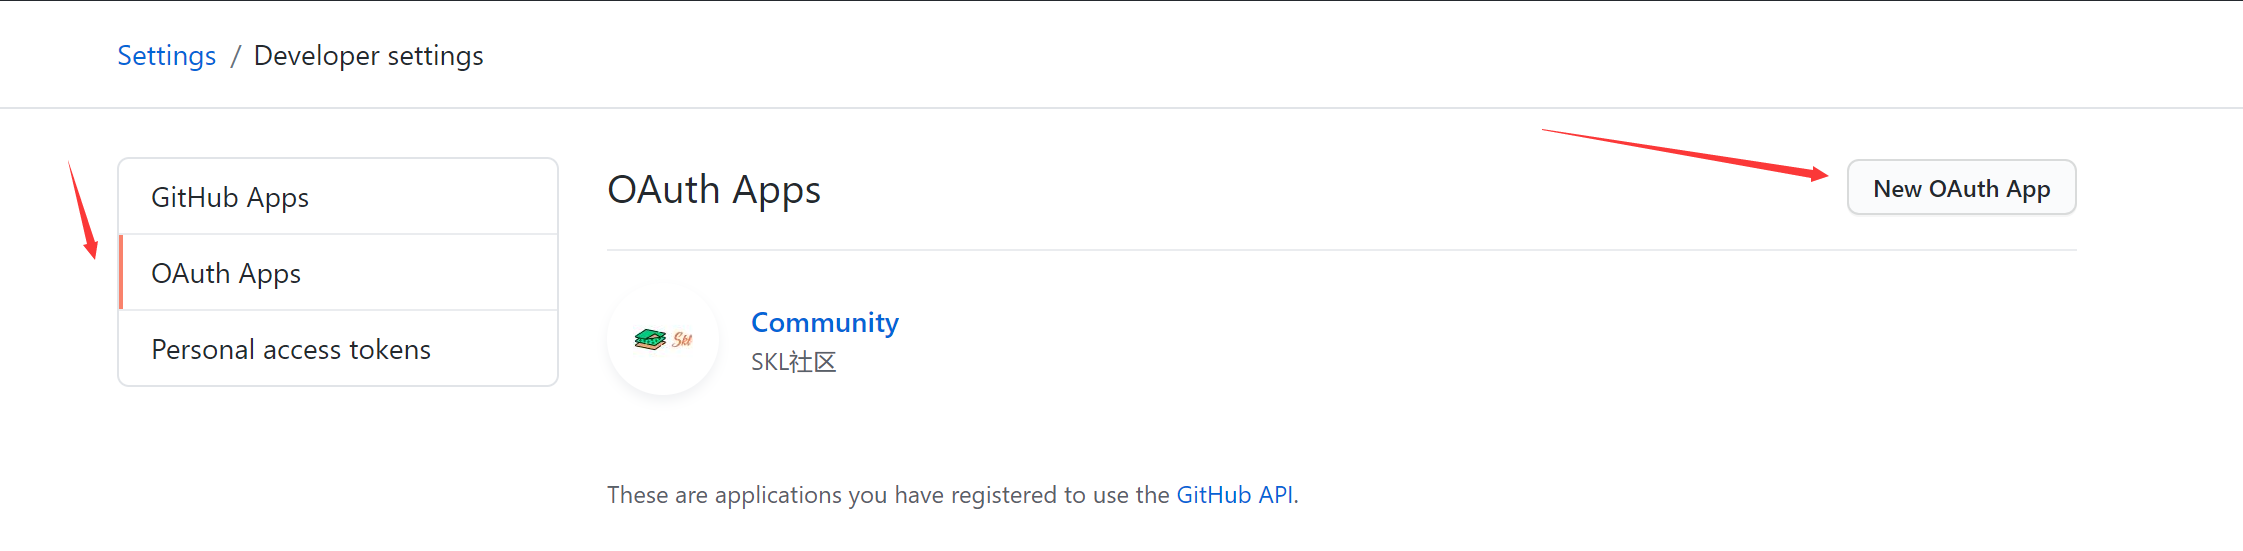 Settings / Developer settings
GitHub Apps
OAuth Apps
Personal access tokens
OAuth Apps
New OAuth App
Skl
Community
SKL社区
These are applications you have registered to use the GitHub API.